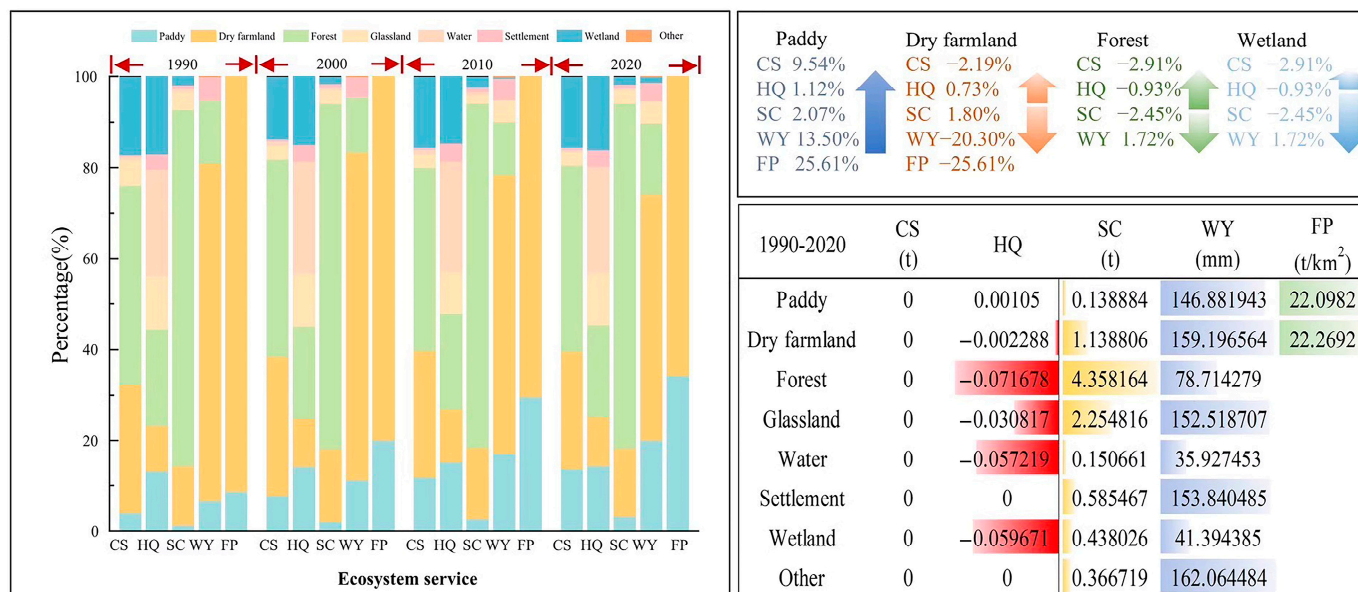 Paddy Dry farmland Forest Glassland Water Settlement Wetland Other
1990 2000 2010 2020
Percentage(%)
100
80
60
40
20
0
CS HQ SC WY FP CS HQ SC WY FP CS HQ SC WY FP CS HQ SC WY FP
Ecosystem service
Paddy
CS 9.54%
HQ 1.12%
SC 2.07%
WY 13.50%
FP 25.61%
Dry farmland
CS −2.19%
HQ 0.73%
SC 1.80%
WY−20.30%
FP −25.61%
Forest
CS −2.91%
HQ −0.93%
SC −2.45%
WY 1.72%
Wetland
CS −2.91%
HQ −0.93%
SC −2.45%
WY 1.72%
1990-2020 CS (t) HQ SC (t) WY (mm) FP (t/km²)
Paddy 0 0.00105 0.138884 146.881943 22.0982
Dry farmland 0 −0.002288 1.138806 159.196564 22.2692
Forest 0 −0.071678 4.358164 78.714279
Glassland 0 −0.030817 2.254816 152.518707
Water 0 −0.057219 0.150661 35.927453
Settlement 0 0 0.585467 153.840485
Wetland 0 −0.059671 0.438026 41.394385
Other 0 0 0.366719 162.064484